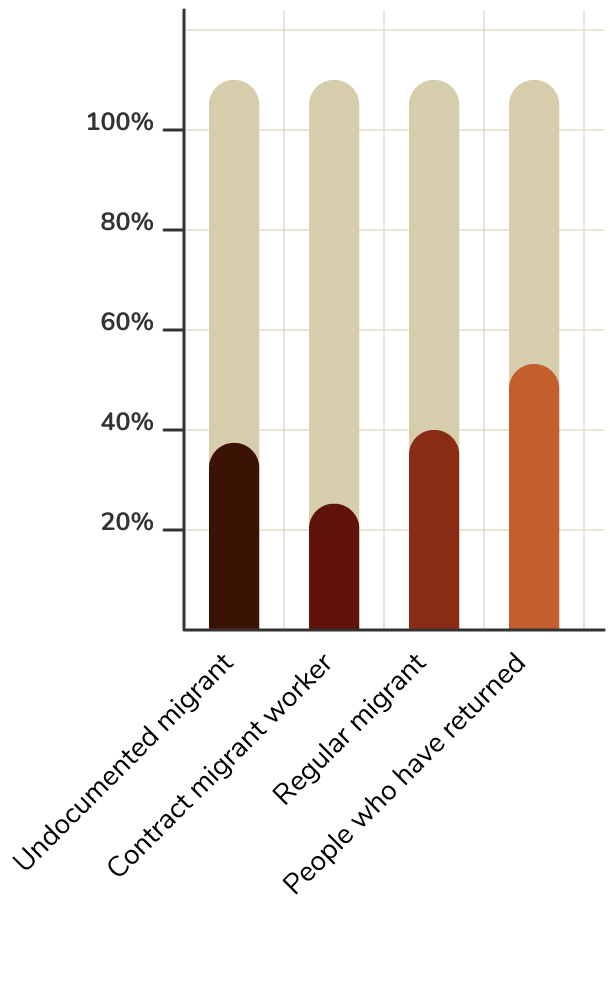 100%
80%
60%
40%
20%
Undocumented migrant
Contract migrant worker
Regular migrant
People who have returned